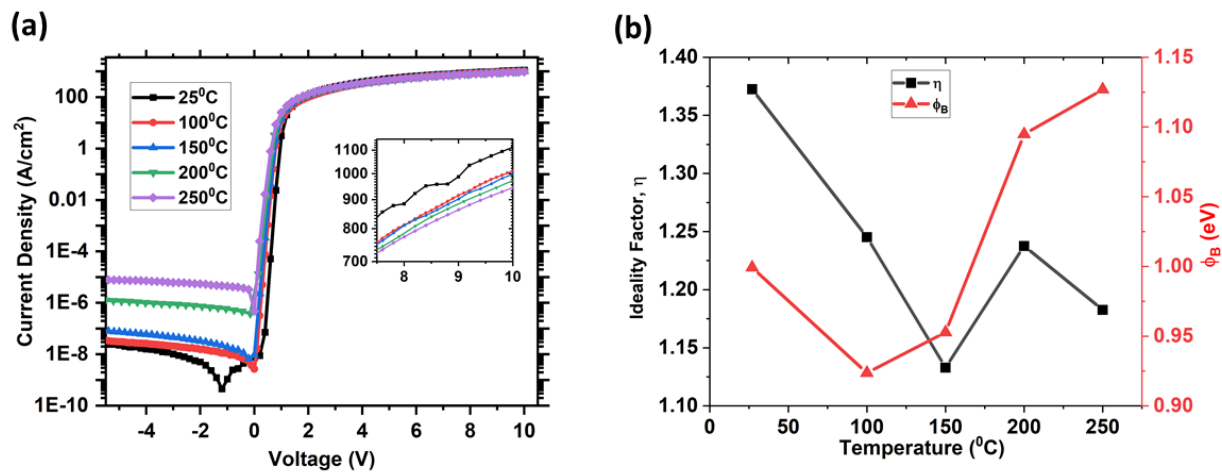 (a)
Current Density (A/cm²)
100
1
0.01
1E-4
1E-6
1E-8
1E-10
-4
-2
0
2
4
6
8
10
Voltage (V)
25⁰C
100⁰C
150⁰C
200⁰C
250⁰C
1100
1000
900
800
700
8
9
10
(b)
Ideality Factor, η
1.40
1.35
1.30
1.25
1.20
1.15
1.10
0
50
100
150
200
250
Temperature (⁰C)
η
ϕB
1.15
1.10
1.05
1.00
0.95
0.90
ϕB (eV)